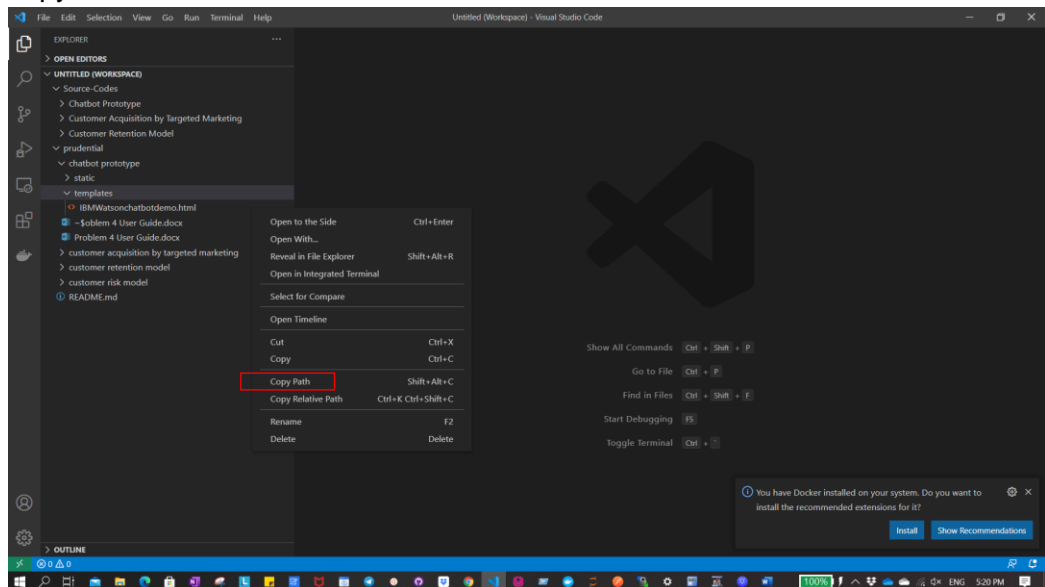 File Edit Selection View Go Run Terminal Help
Untitled (Workspace) - Visual Studio Code
EXPLORER
OPEN EDITORS
UNTITLED (WORKSPACE)
Source-Codes
Chatbot Prototype
Customer Acquisition by Targeted Marketing
Customer Retention Model
prudential
chatbot prototype
static
templates
IBMWatsonchatbotdemo.html
~$oblem 4 User Guide.docx
Problem 4 User Guide.docx
customer acquisition by targeted marketing
customer retention model
customer risk model
README.md
Open to the Side Ctrl+Enter
Open With...
Reveal in File Explorer Shift+Alt+R
Open in Integrated Terminal
Select for Compare
Open Timeline
Cut Ctrl+X
Copy Ctrl+C
Copy Path Shift+Alt+C
Copy Relative Path Ctrl+K Ctrl+Shift+C
Rename F2
Delete Delete
Show All Commands Ctrl + Shift + P
Go to File Ctrl + P
Find in Files Ctrl + Shift + F
Start Debugging F5
Toggle Terminal Ctrl + `
You have Docker installed on your system. Do you want to
install the recommended extensions for it?
Install Show Recommendations
OUTLINE
0 0
100% ENG 5:20 PM